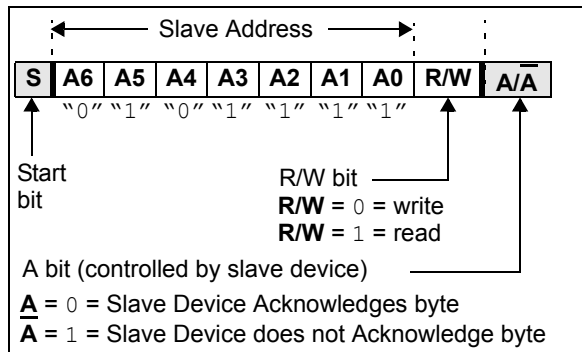 Slave Address
S A6 A5 A4 A3 A2 A1 A0 R/W A/A̅
“0” “1” “0” “1” “1” “1” “1”
Start
bit
R/W bit
R/W = 0 = write
R/W = 1 = read
A bit (controlled by slave device)
A = 0 = Slave Device Acknowledges byte
A̅ = 1 = Slave Device does not Acknowledge byte